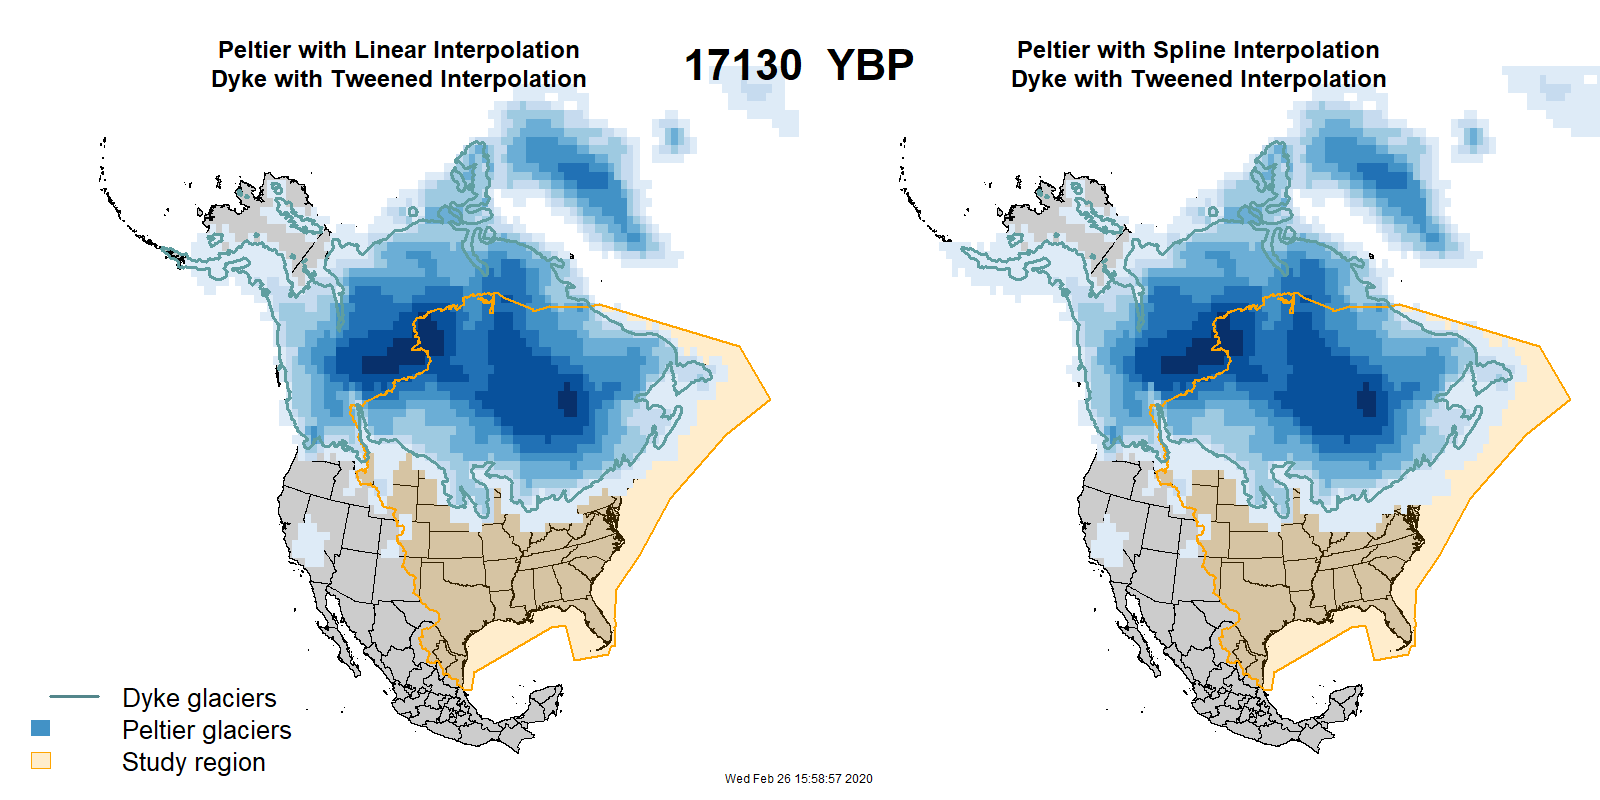 Peltier with Linear Interpolation
Dyke with Tweened Interpolation
17130 YBP
Peltier with Spline Interpolation
Dyke with Tweened Interpolation
Dyke glaciers
Peltier glaciers
Study region
Wed Feb 26 15:58:57 2020